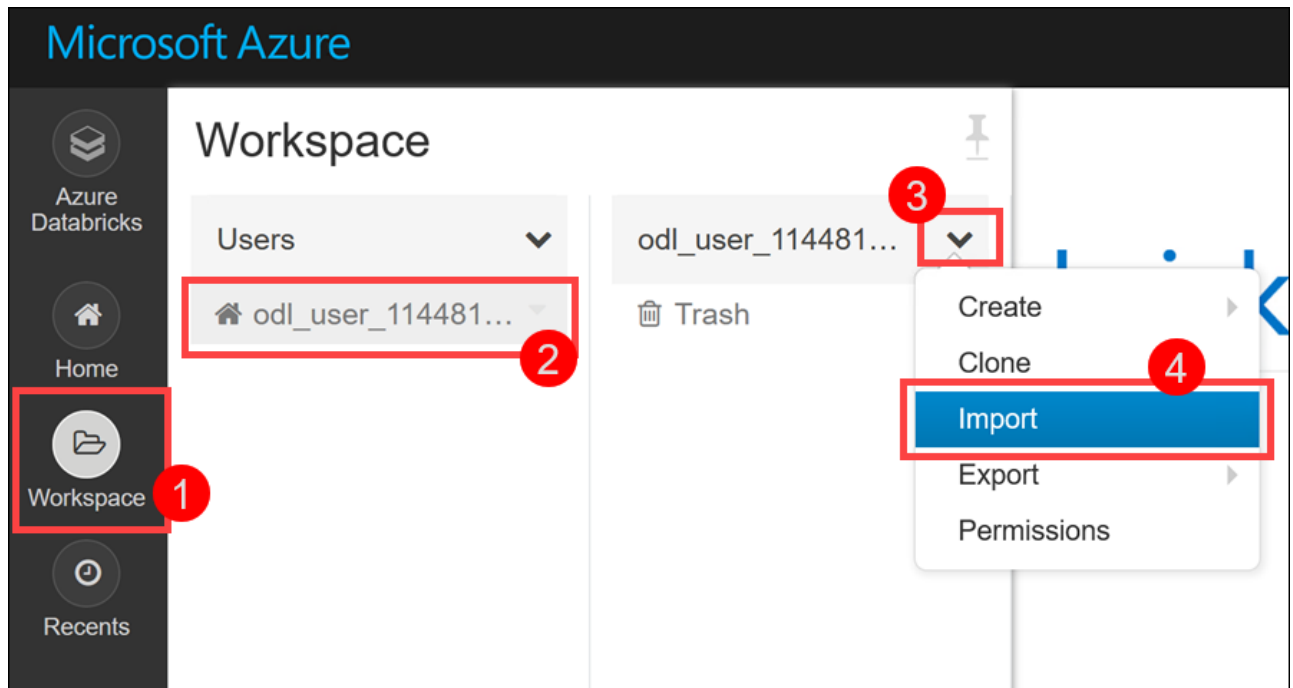 Microsoft Azure
Azure
Databricks
Home
Workspace
1
Recents
Workspace
Users
odl_user_114481...
2
3
odl_user_114481...
Trash
Create
Clone
4
Import
Export
Permissions